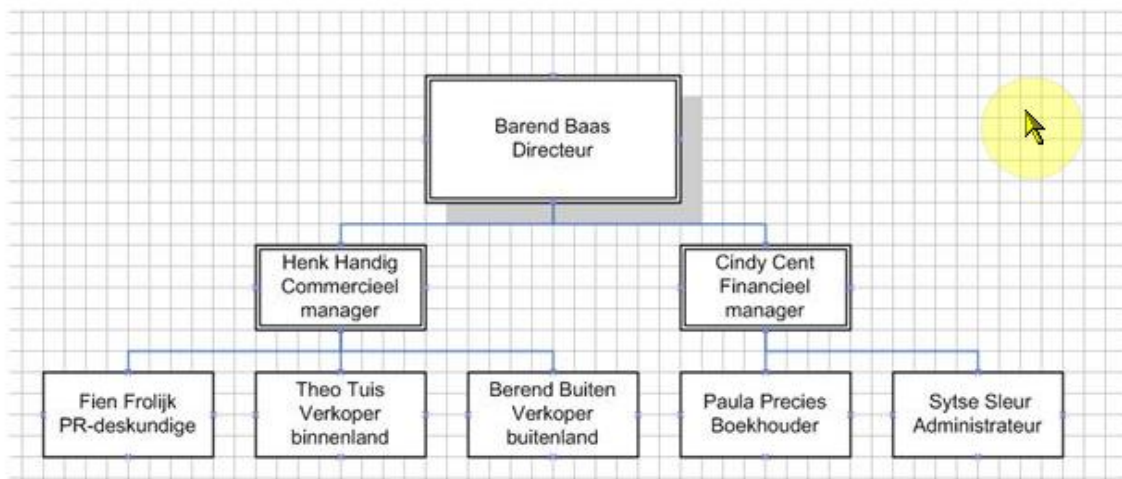 Barend Baas
Directeur
Henk Handig
Commercieel
manager
Cindy Cent
Financieel
manager
Fien Frolijk
PR-deskundige
Theo Tuis
Verkoper
binnenland
Berend Buiten
Verkoper
buitenland
Paula Precies
Boekhouder
Sytse Sleur
Administrateur